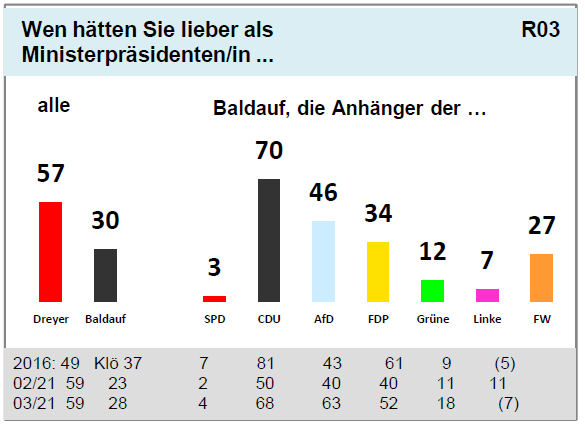 Wen hätten Sie lieber als R03
Ministerpräsidenten/in ...
alle Baldauf, die Anhänger der ...
57 30 3 70 46 34 12 7 27
Dreyer Baldauf SPD CDU AfD FDP Grüne Linke FW
2016: 49 Klö 37 7 81 43 61 9 (5)
02/21 59 23 2 50 40 40 11 11
03/21 59 28 4 68 63 52 18 (7)